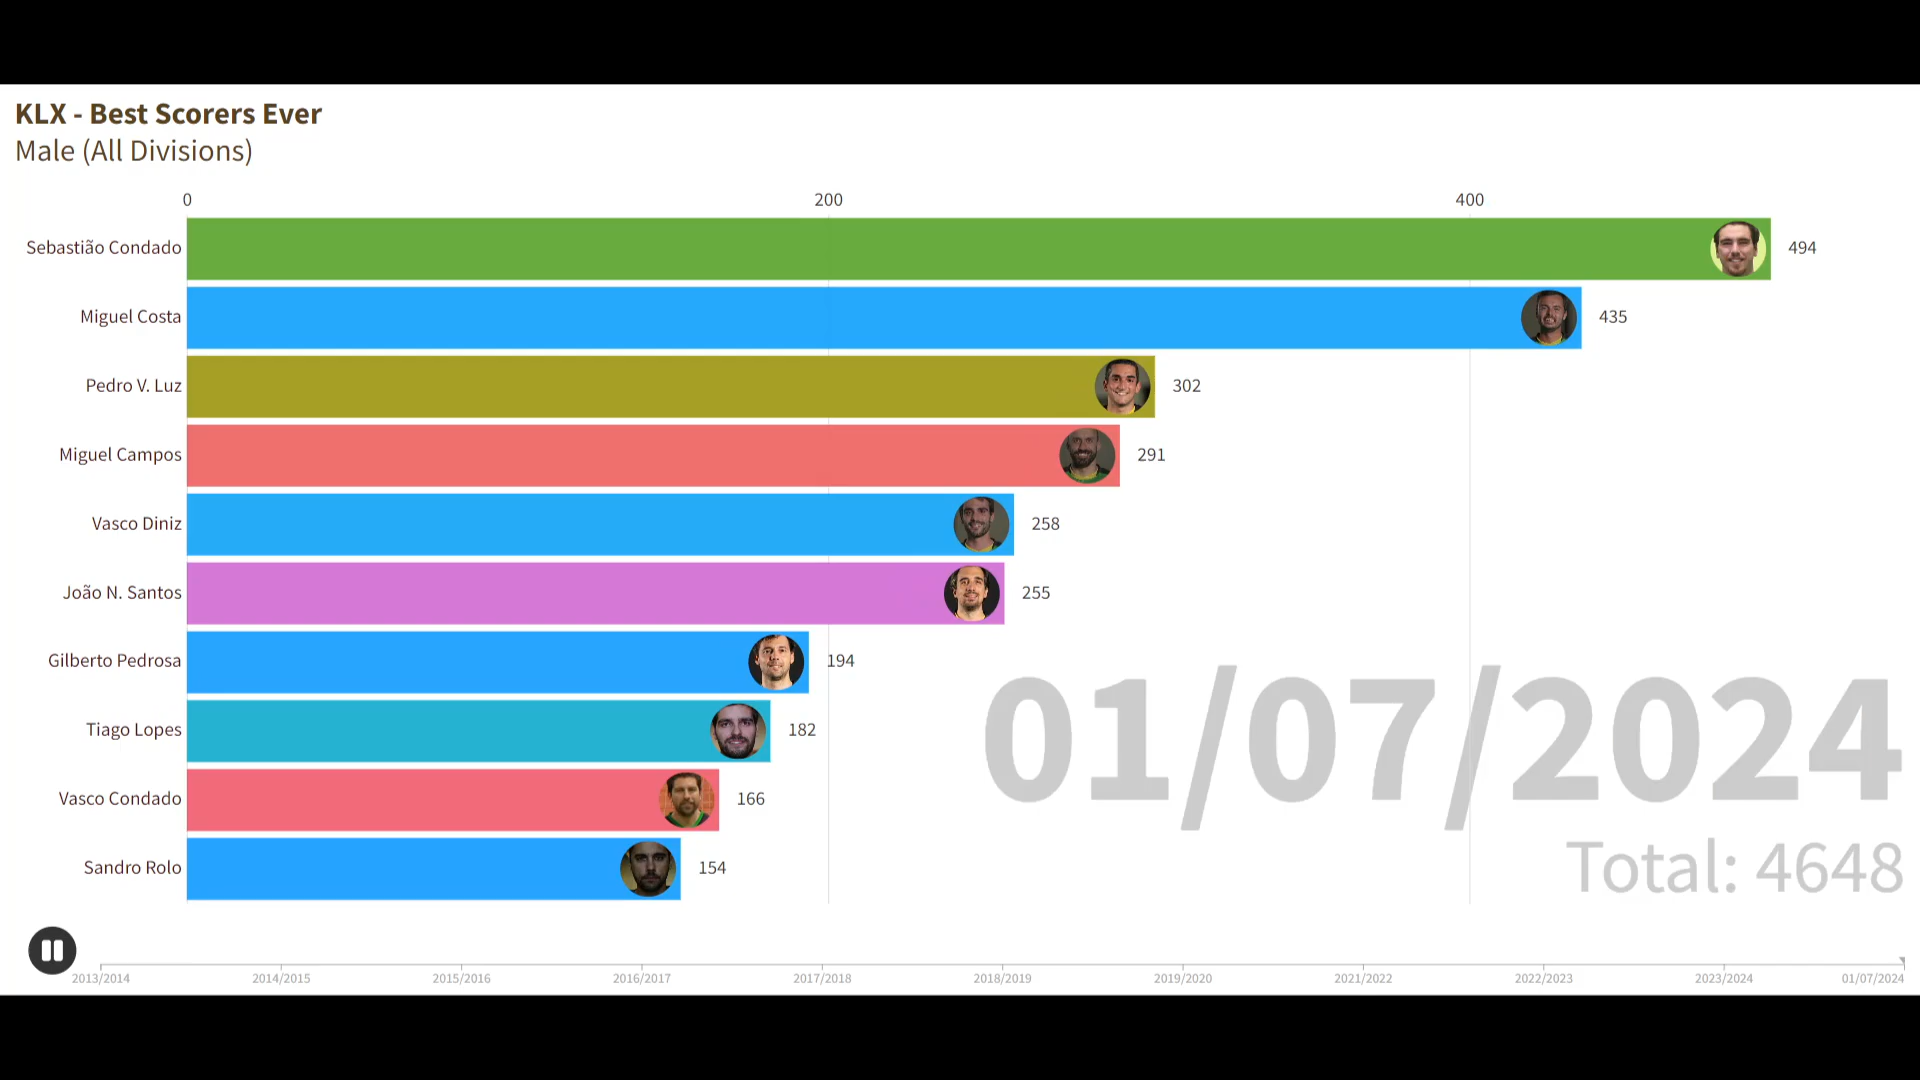 KLX - Best Scorers Ever
Male (All Divisions)
0 200 400
Sebastião Condado 494
Miguel Costa 435
Pedro V. Luz 302
Miguel Campos 291
Vasco Diniz 258
João N. Santos 255
Gilberto Pedrosa 194
Tiago Lopes 182
Vasco Condado 166
Sandro Rolo 154
01/07/2024
Total: 4648
2013/2014 2014/2015 2015/2016 2016/2017 2017/2018 2018/2019 2019/2020 2021/2022 2022/2023 2023/2024 01/07/2024